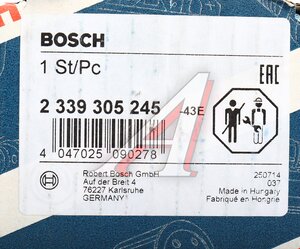 BOSCH
1 St/Pc
2 339 305 245
-43E
EAC
4 047025 090278
Robert Bosch GmbH
Auf der Breit 4
76227 Karlsruhe
GERMANY
250714
037
Made in Hungary
Fabriqué en Hongrie